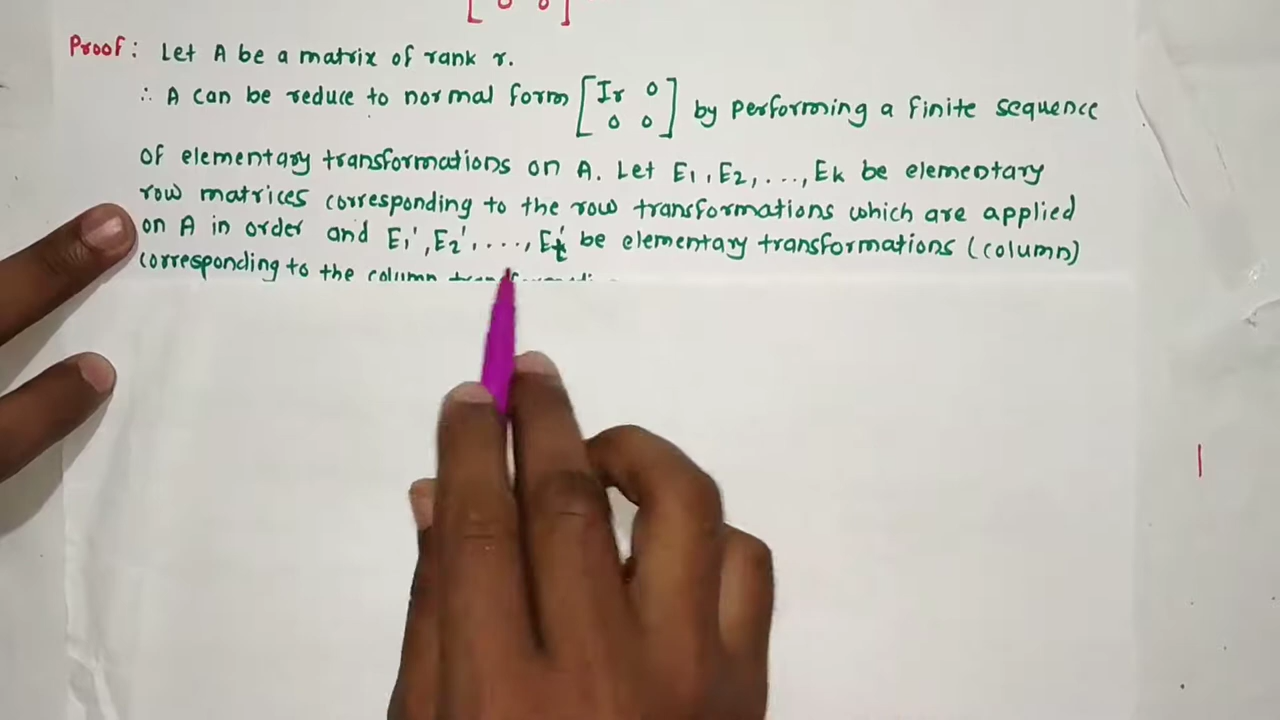 [0 0]
Proof: Let A be a matrix of rank r.
∴ A can be reduce to normal form [Ir 0 0 0] by performing a finite sequence
of elementary transformations on A. Let E1, E2, ..., Ek be elementary
row matrices corresponding to the row transformations which are applied
on A in order and E1', E2', ..., Et' be elementary transformations (column)
corresponding to the column